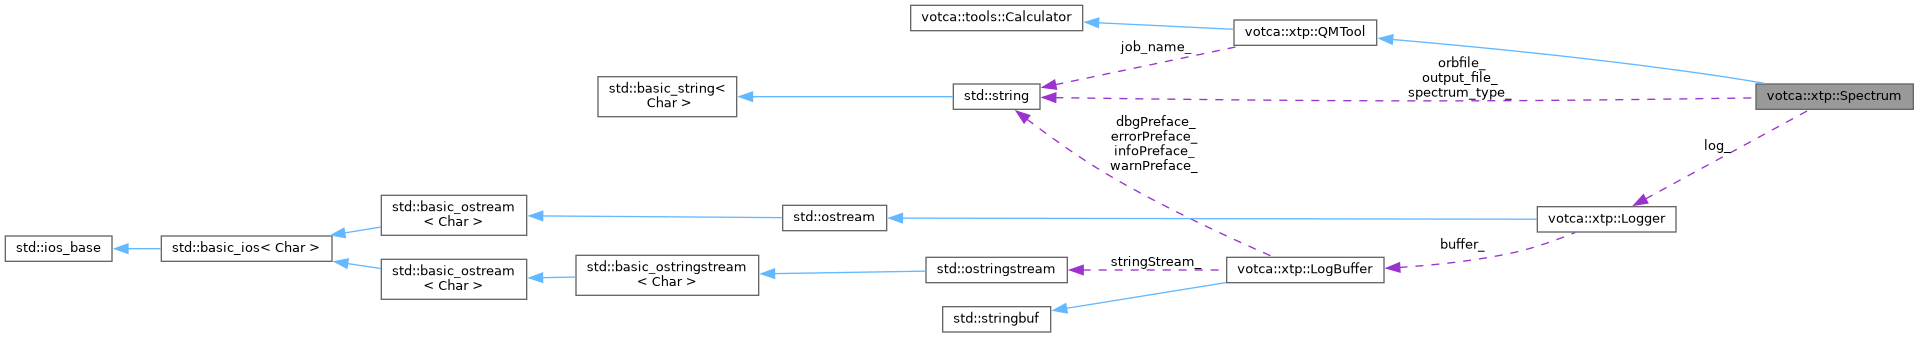 votca::tools::Calculator
votca::xtp::QMTool
job_name_
orbfile_
output_file_
spectrum_type_
std::basic_string<
Char >
std::string
votca::xtp::Spectrum
dbgPreface_
errorPreface_
infoPreface_
warnPreface_
log_
std::basic_ostream
< Char >
std::ostream
votca::xtp::Logger
std::ios_base
std::basic_ios< Char >
buffer_
std::basic_ostream
< Char >
std::basic_ostringstream
< Char >
std::ostringstream
stringStream_
votca::xtp::LogBuffer
std::stringbuf